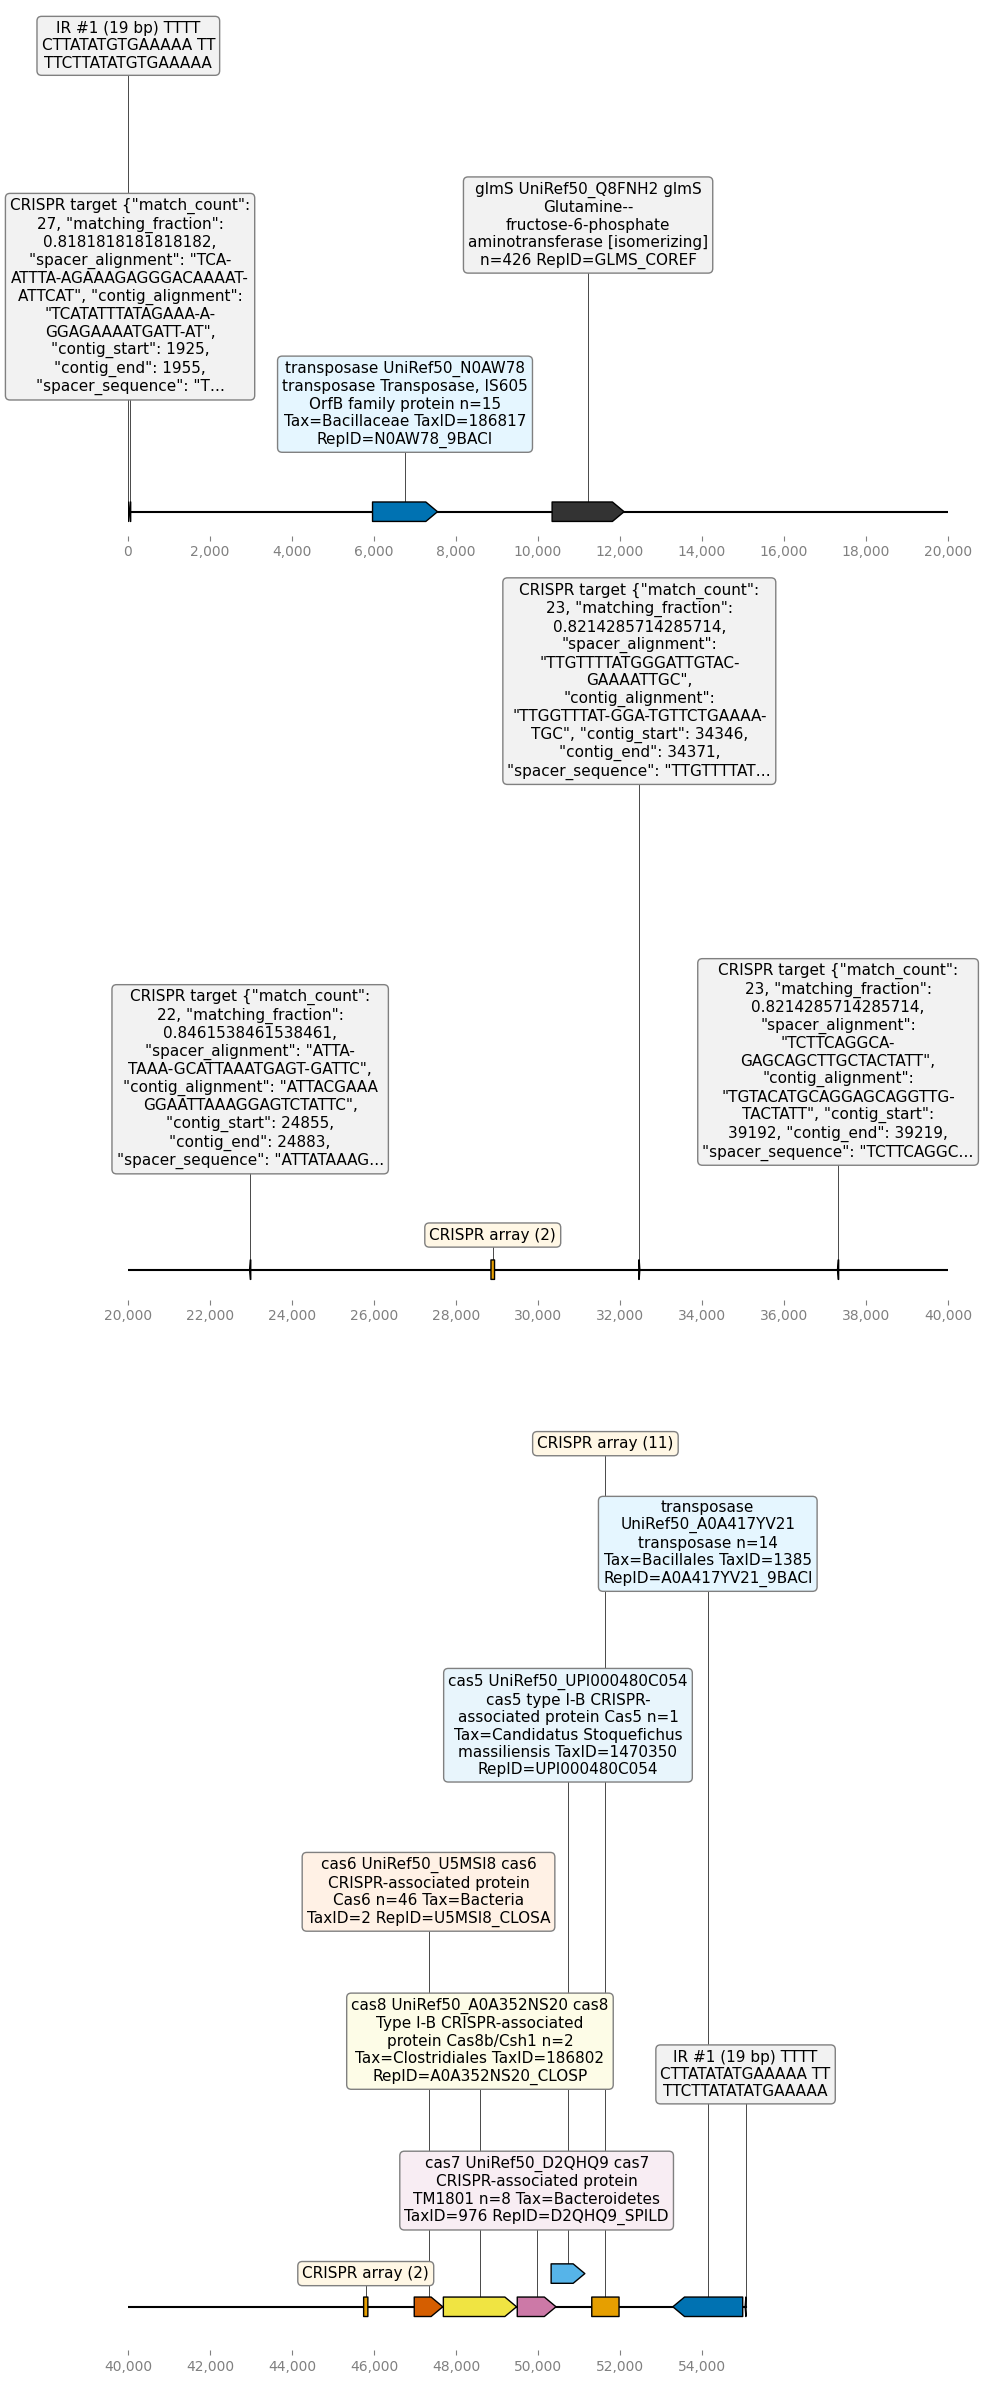 IR #1 (19 bp) TTTT
CTTATATGTGAAAAA TT
TTCTTATATGTGAAAAA
CRISPR target {"match_count":
27, "matching_fraction":
0.8181818181818182,
"spacer_alignment": "TCA-
ATTTA-AGAAAGAGGGACAAAAT-
ATTCAT", "contig_alignment":
"TCATATTTATAGAAA-A-
GGAGAAAATGATT-AT",
"contig_start": 1925,
"contig_end": 1955,
"spacer_sequence": "T...
glmS UniRef50_Q8FNH2 glmS
Glutamine--
fructose-6-phosphate
aminotransferase [isomerizing]
n=426 RepID=GLMS_COREF
transposase UniRef50_N0AW78
transposase Transposase, IS605
OrfB family protein n=15
Tax=Bacillaceae TaxID=186817
RepID=N0AW78_9BACI
0 2,000 4,000 6,000 8,000 10,000 12,000 14,000 16,000 18,000 20,000
CRISPR target {"match_count":
23, "matching_fraction":
0.8214285714285714,
"spacer_alignment":
"TTGTTTTATGGGATTGTAC-
GAAAATTGC",
"contig_alignment":
"TTGGTTTAT-GGA-TGTTCTGAAAA-
TGC", "contig_start": 34346,
"contig_end": 34371,
"spacer_sequence": "TTGTTTTAT...
CRISPR target {"match_count":
22, "matching_fraction":
0.8461538461538461,
"spacer_alignment": "ATTA-
TAAA-GCATTAAATGAGT-GATTC",
"contig_alignment": "ATTACGAAA
GGAATTAAAGGAGTCTATTC",
"contig_start": 24855,
"contig_end": 24883,
"spacer_sequence": "ATTATAAAG...
CRISPR target {"match_count":
23, "matching_fraction":
0.8214285714285714,
"spacer_alignment":
"TCTTCAGGCA-
GAGCAGCTTGCTACTATT",
"contig_alignment":
"TGTACATGCAGGAGCAGGTTG-
TACTATT", "contig_start":
39192, "contig_end": 39219,
"spacer_sequence": "TCTTCAGGC...
CRISPR array (2)
20,000 22,000 24,000 26,000 28,000 30,000 32,000 34,000 36,000 38,000 40,000
CRISPR array (11)
transposase
UniRef50_A0A417YV21
transposase n=14
Tax=Bacillales TaxID=1385
RepID=A0A417YV21_9BACI
cas5 UniRef50_UPI000480C054
cas5 type I-B CRISPR-
associated protein Cas5 n=1
Tax=Candidatus Stoquefichus
massiliensis TaxID=1470350
RepID=UPI000480C054
cas6 UniRef50_U5MSI8 cas6
CRISPR-associated protein
Cas6 n=46 Tax=Bacteria
TaxID=2 RepID=U5MSI8_CLOSA
cas8 UniRef50_A0A352NS20 cas8
Type I-B CRISPR-associated
protein Cas8b/Csh1 n=2
Tax=Clostridiales TaxID=186802
RepID=A0A352NS20_CLOSP
IR #1 (19 bp) TTTT
CTTATATATGAAAAA TT
TTCTTATATATGAAAAA
cas7 UniRef50_D2QHQ9 cas7
CRISPR-associated protein
TM1801 n=8 Tax=Bacteroidetes
TaxID=976 RepID=D2QHQ9_SPILD
CRISPR array (2)
40,000 42,000 44,000 46,000 48,000 50,000 52,000 54,000